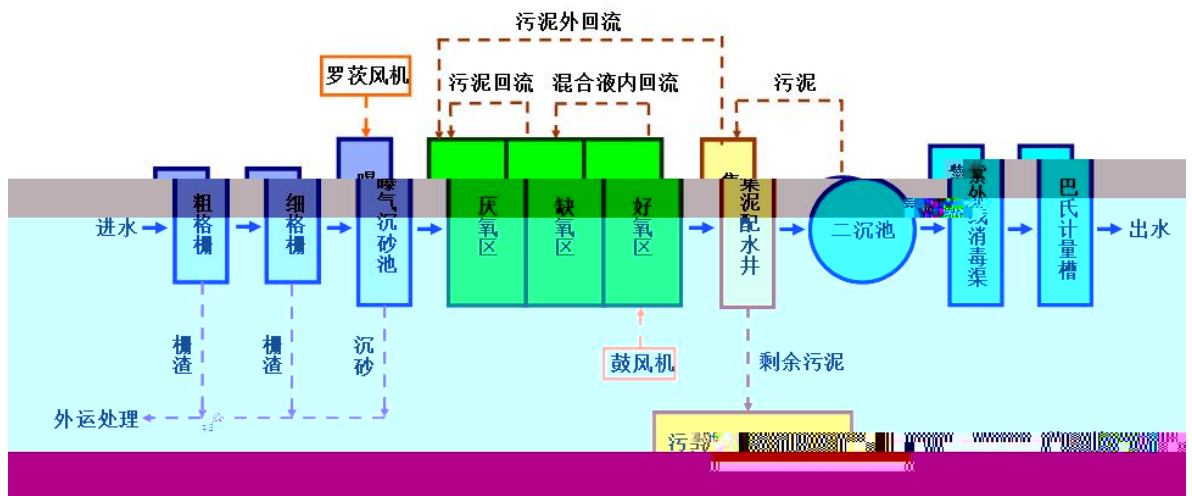 污泥外回流
罗茨风机
污泥回流
混合液内回流
污泥
进水
粗格栅
细格栅
曝气沉砂池
厌氧区
缺氧区
好氧区
集泥配水井
二沉池
紫外线消毒渠
巴氏计量槽
出水
栅渣
栅渣
沉砂
鼓风机
剩余污泥
外运处理